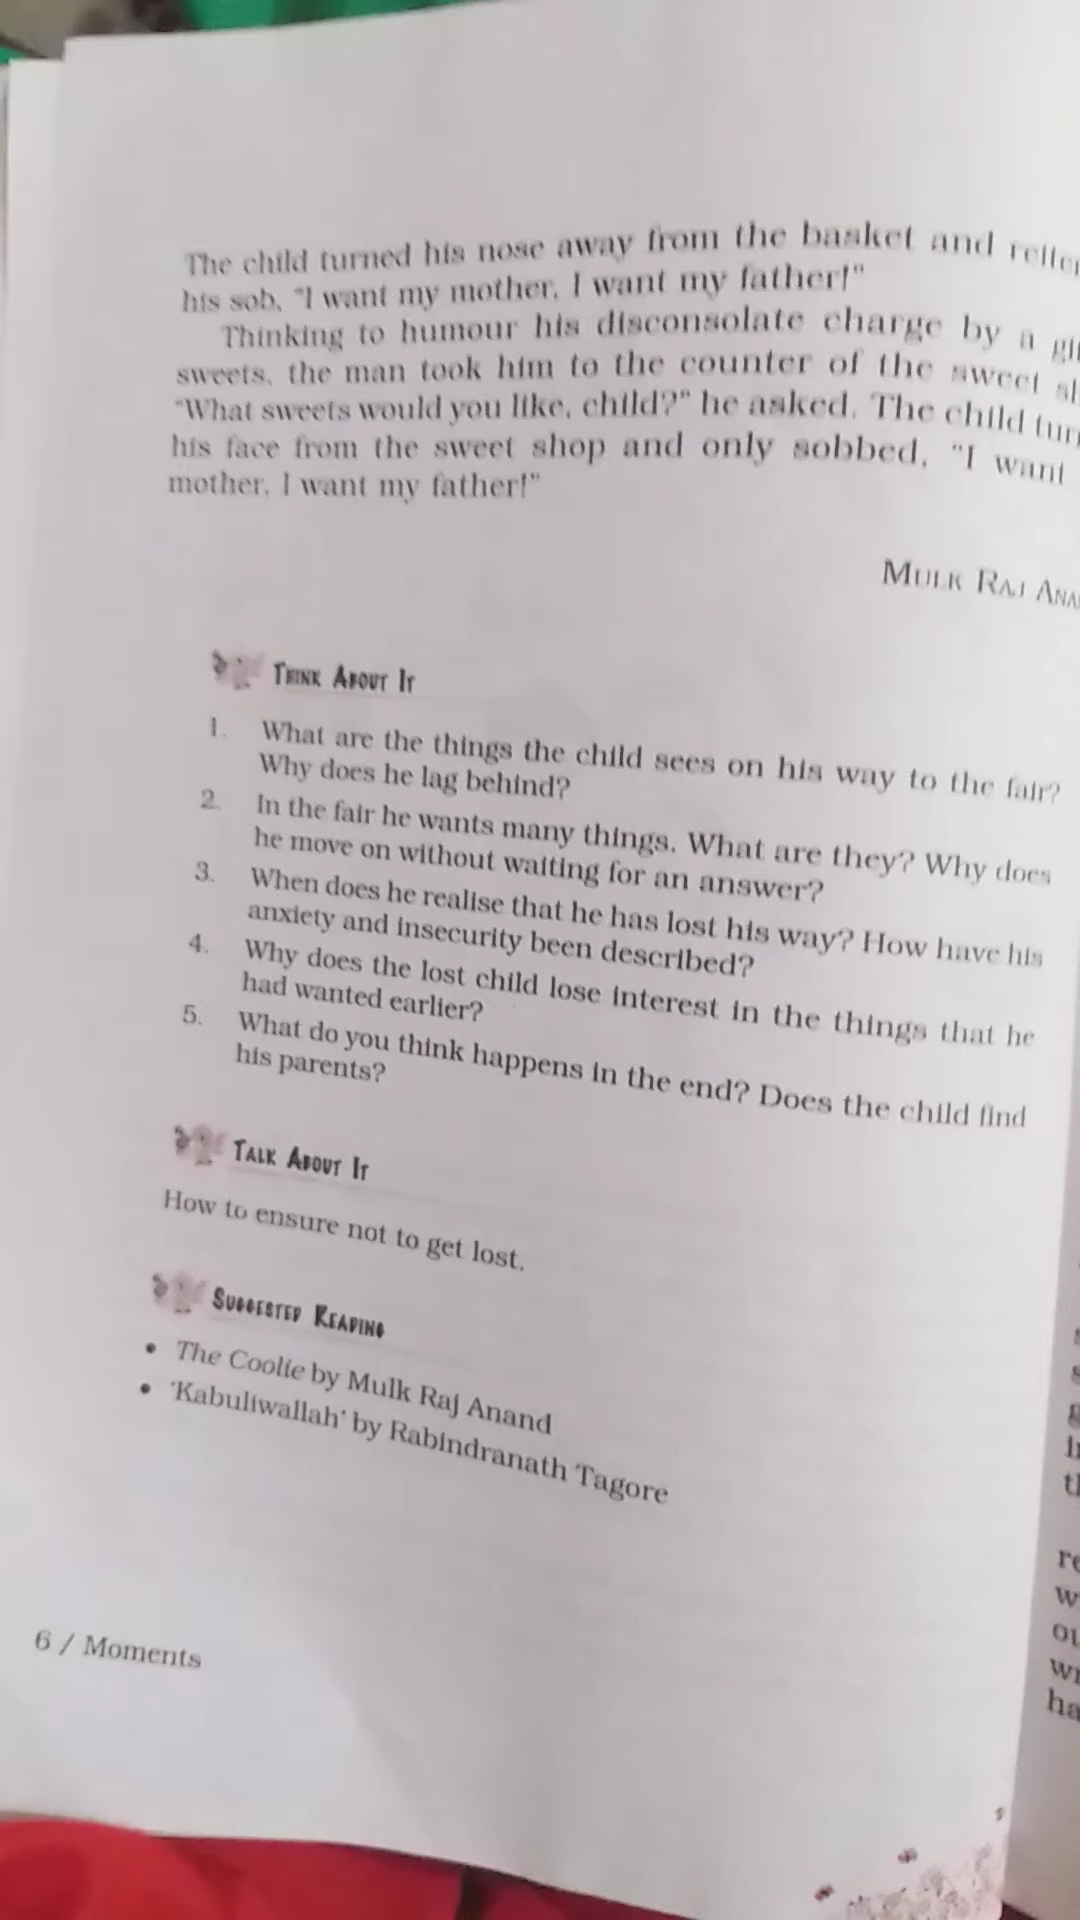 The child turned his nose away from the basket and
his sob, "I want my mother, I want my father!"
Thinking to humour his disconsolate charge by a
sweets, the man took him to the counter of the sweet
"What sweets would you like, child?" he asked. The child
his face from the sweet shop and only sobbed, "I want
mother, I want my father!"
MULK RAJ
THINK ABOUT IT
1. What are the things the child sees on his way to the fair?
Why does he lag behind?
2. In the fair he wants many things. What are they? Why does
he move on without waiting for an answer?
3. When does he realise that he has lost his way? How have his
anxiety and insecurity been described?
4. Why does the lost child lose interest in the things that he
had wanted earlier?
5. What do you think happens in the end? Does the child find
his parents?
TALK ABOUT IT
How to ensure not to get lost.
SUGGESTED READING
• The Coolie by Mulk Raj Anand
• 'Kabuliwallah' by Rabindranath Tagore
6 / Moments